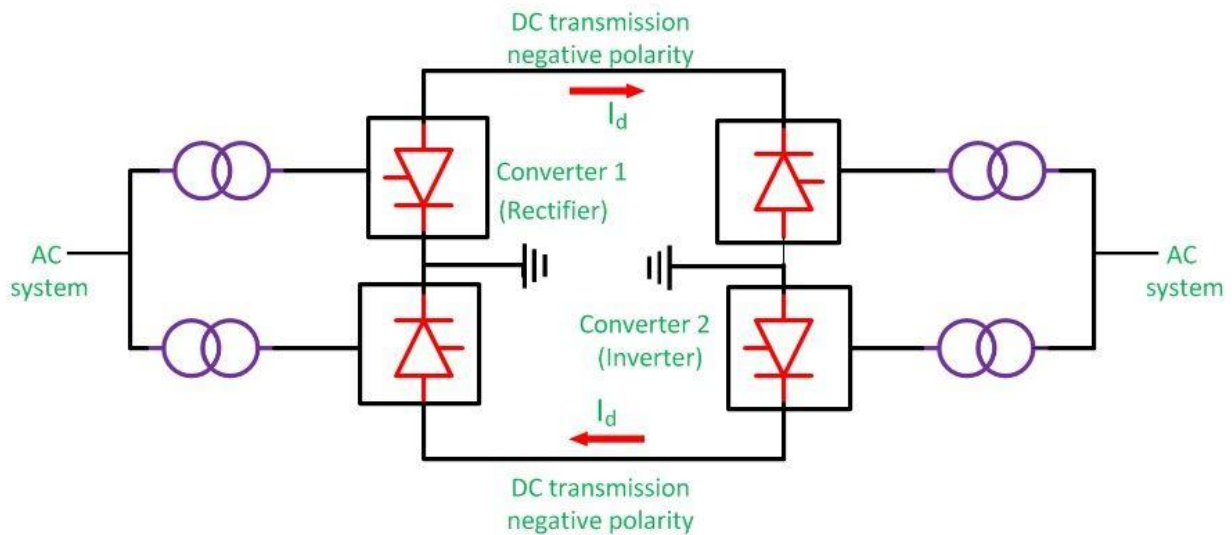 DC transmission
negative polarity
I_d
Converter 1
(Rectifier)
AC
system
AC
system
Converter 2
(Inverter)
I_d
DC transmission
negative polarity